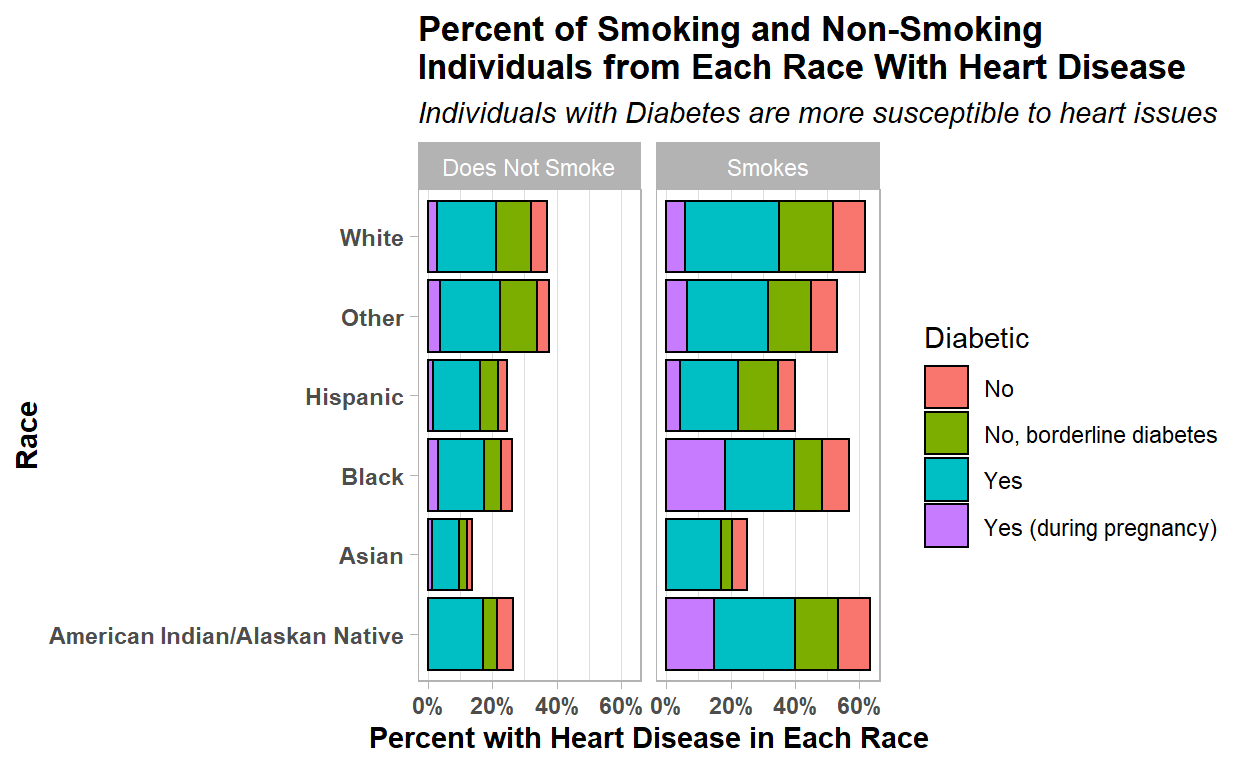 Percent of Smoking and Non-Smoking
Individuals from Each Race With Heart Disease
Individuals with Diabetes are more susceptible to heart issues
Does Not Smoke
Smokes
White
Other
Hispanic
Black
Asian
American Indian/Alaskan Native
Race
0% 20% 40% 60%
0% 20% 40% 60%
Percent with Heart Disease in Each Race
Diabetic
No
No, borderline diabetes
Yes
Yes (during pregnancy)